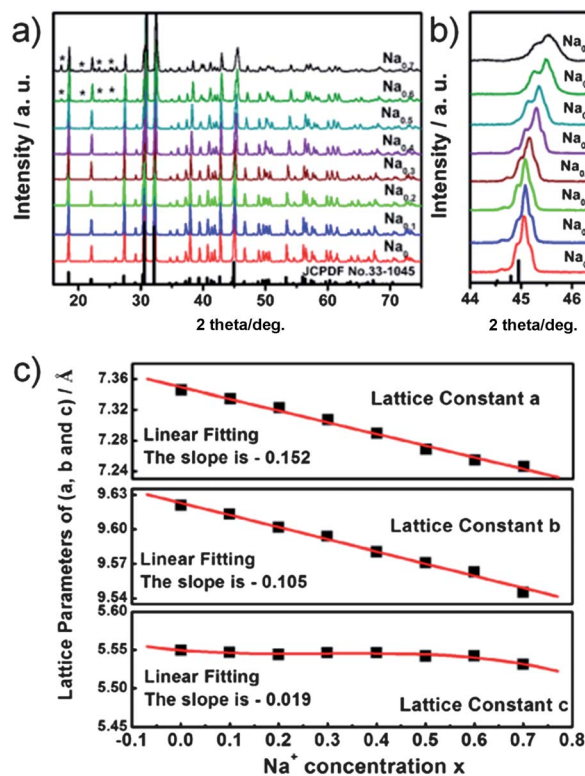 a)
Intensity / a. u.
* * * *
Na0.7
* * * *
Na0.6
Na0.5
Na0.4
Na0.3
Na0.2
Na0.1
Na0
JCPDF No.33-1045
20 30 40 50 60 70
2 theta/deg.
b)
Intensity / a. u.
44 45 46
2 theta/deg.
c)
Lattice Parameters of (a, b and c) / Å
7.36
7.32
7.28
7.24
Lattice Constant a
Linear Fitting
The slope is - 0.152
9.63
9.60
9.57
9.54
Lattice Constant b
Linear Fitting
The slope is - 0.105
5.60
5.55
5.50
5.45
Linear Fitting
The slope is - 0.019
Lattice Constant c
-0.1 0.0 0.1 0.2 0.3 0.4 0.5 0.6 0.7 0.8
Na+ concentration x